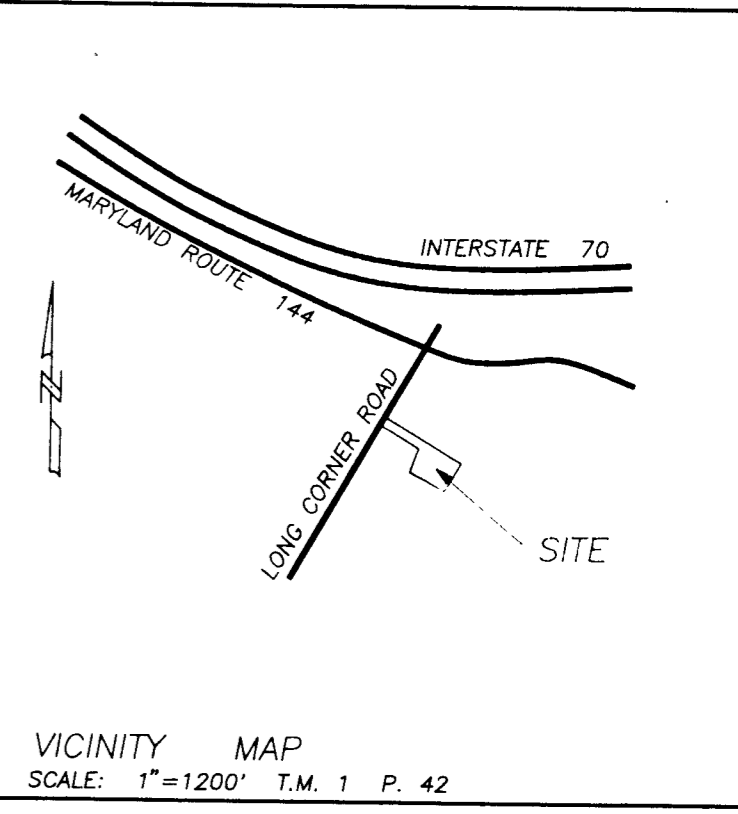 INTERSTATE 70
MARYLAND ROUTE 144
N
LONG CORNER ROAD
SITE
VICINITY MAP
SCALE: 1"=1200' T.M. 1 P. 42